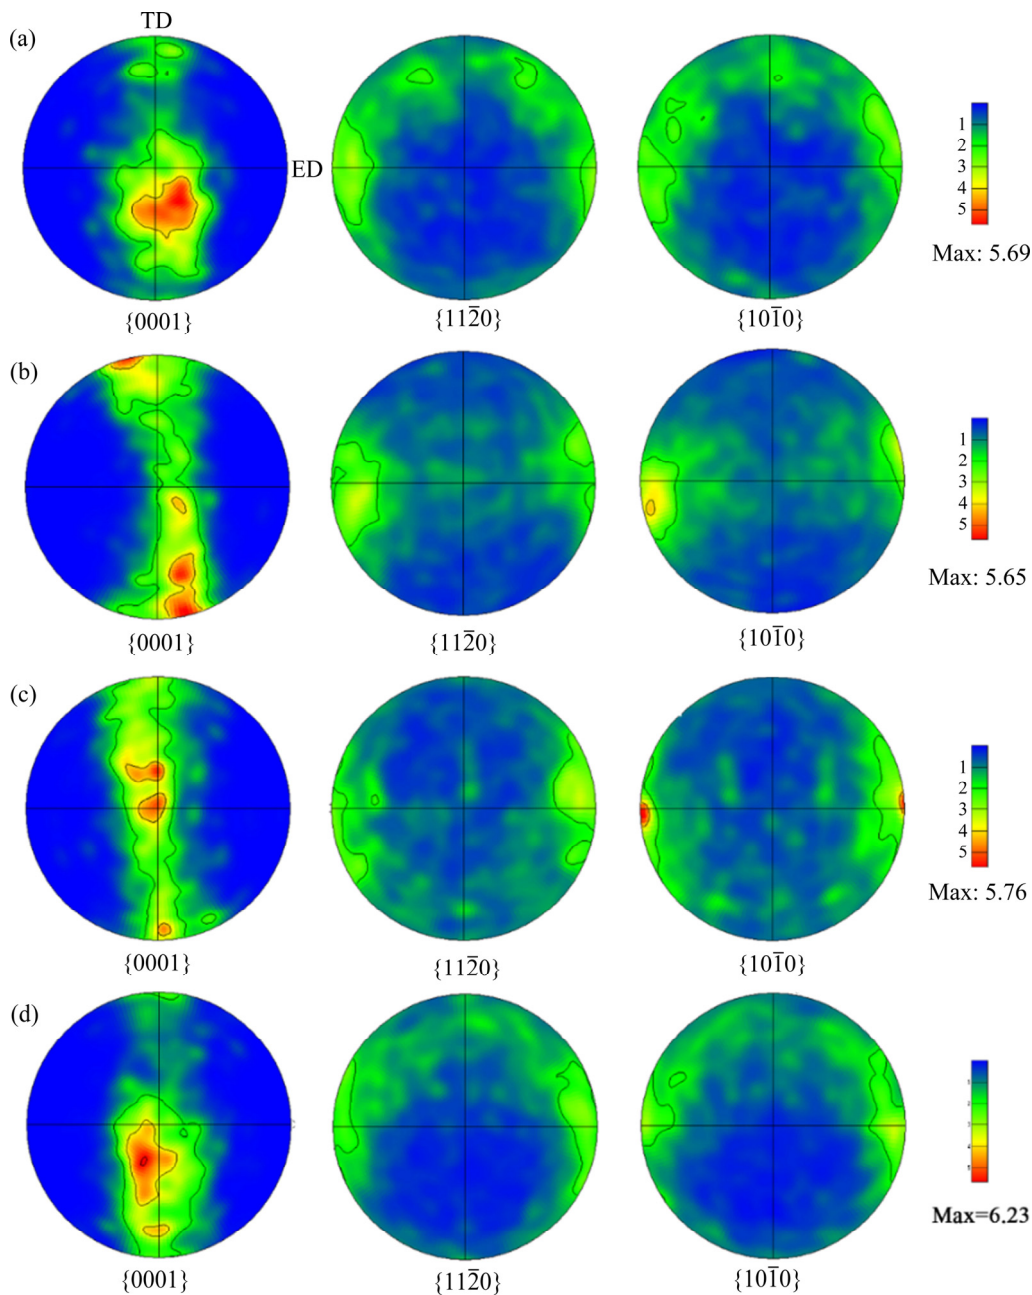 TD
(a)
ED
1
2
3
4
5
Max: 5.69
{0001}
{112̅0}
{101̅0}
(b)
1
2
3
4
5
Max: 5.65
{0001}
{112̅0}
{101̅0}
(c)
1
2
3
4
5
Max: 5.76
{0001}
{112̅0}
{101̅0}
(d)
Max=6.23
{0001}
{112̅0}
{101̅0}